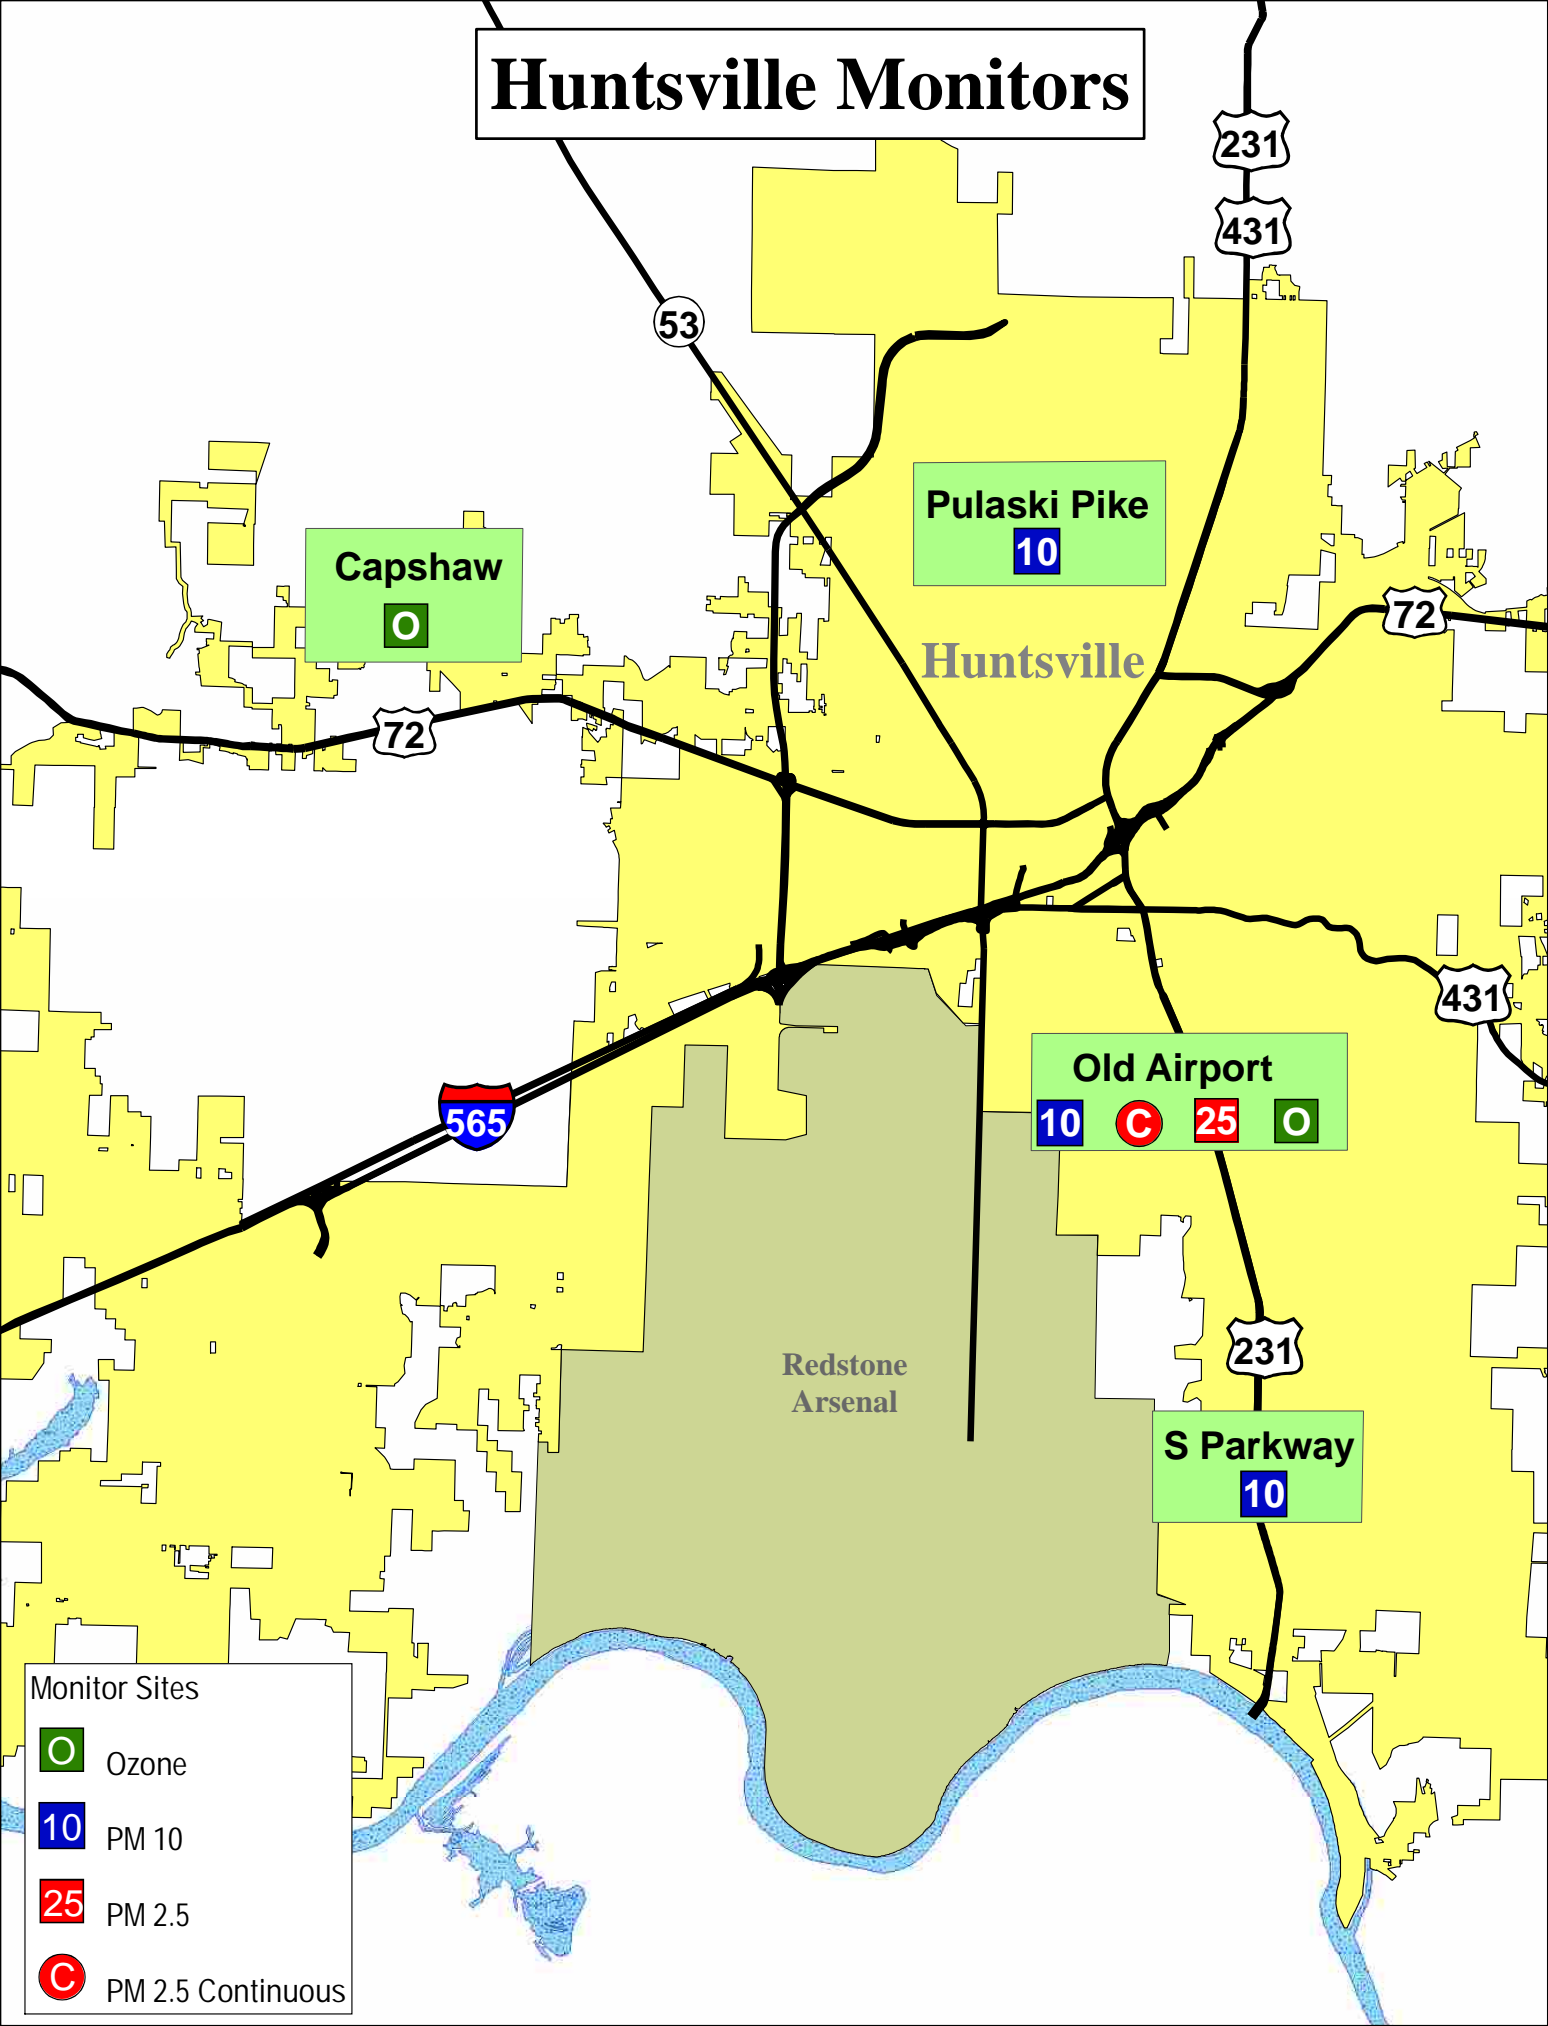 Huntsville Monitors
231
431
53
Pulaski Pike
10
Capshaw
O
72
Huntsville
72
431
Old Airport
10 C 25 O
565
231
Redstone
Arsenal
S Parkway
10
Monitor Sites
O Ozone
10 PM 10
25 PM 2.5
C PM 2.5 Continuous